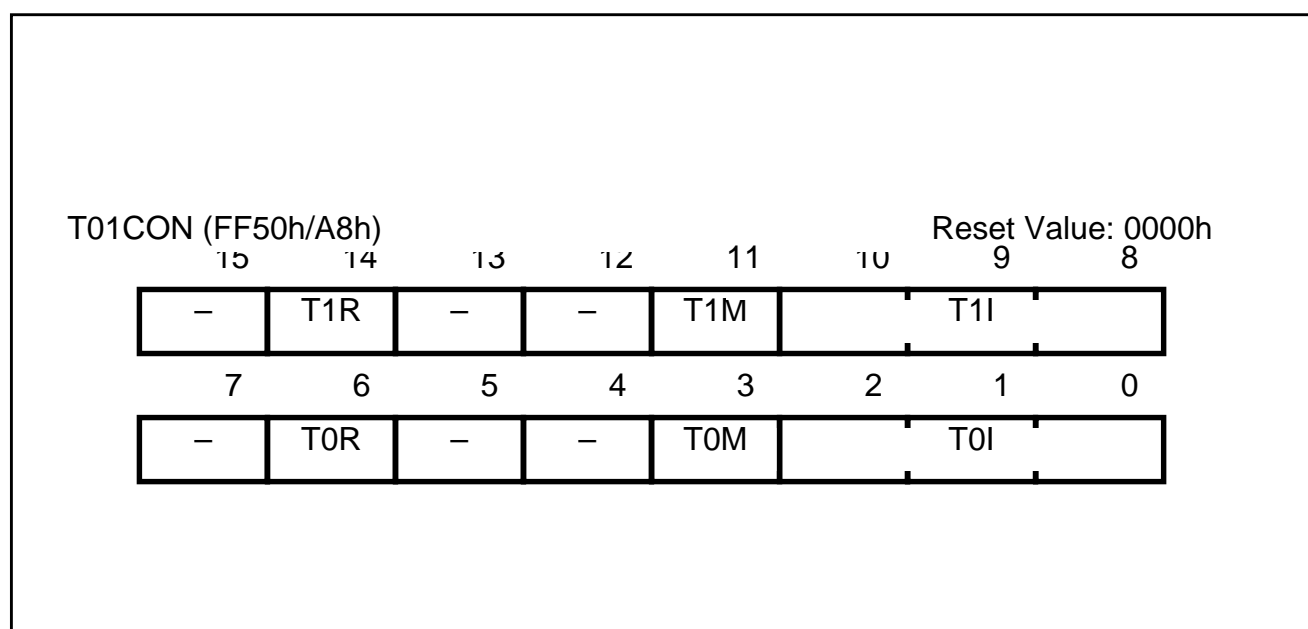 T01CON (FF50h/A8h) Reset Value: 0000h
15 14 13 12 11 10 9 8
– T1R – – T1M T1I
7 6 5 4 3 2 1 0
– T0R – – T0M T0I